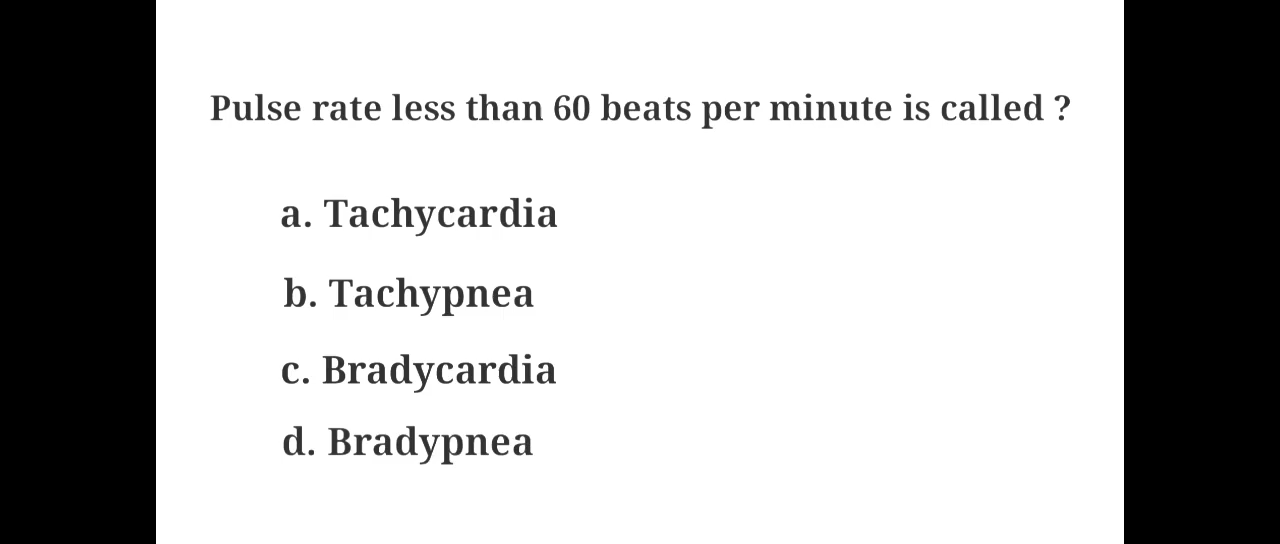 Pulse rate less than 60 beats per minute is called ?
a. Tachycardia
b. Tachypnea
c. Bradycardia
d. Bradypnea